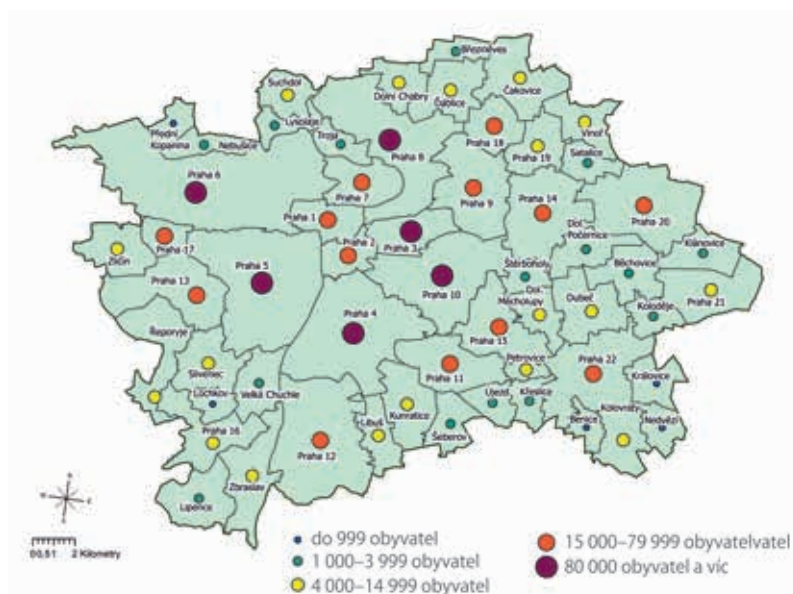 Březiněves
Suchdol
Dolní Chabry
Ďáblice
Čakovice
Přední
Kopanina
Nebušice
Lysolaje
Troja
Praha 8
Praha 18
Praha 19
Vinoř
Satalice
Praha 6
Praha 7
Praha 9
Praha 14
Praha 20
Praha 1
Praha 17
Zličín
Praha 2
Praha 3
Dol.
Počernice
Klánovice
Praha 5
Praha 10
Štěrboholy
Běchovice
Praha 13
Praha 4
Dol.
Měcholupy
Dubeč
Koloděje
Praha 21
Řeporyje
Praha 15
Slivenec
Lochkov
Velká Chuchle
Praha 11
Petrovice
Praha 22
Královice
Praha 16
Libuš
Kunratice
Šeberov
Újezd
Křeslice
Benice
Kolovraty
Nedvězí
Praha 12
Zbraslav
Lipence
00,51 2 Kilometry
do 999 obyvatel
1 000–3 999 obyvatel
4 000–14 999 obyvatel
15 000–79 999 obyvatelvatel
80 000 obyvatel a víc